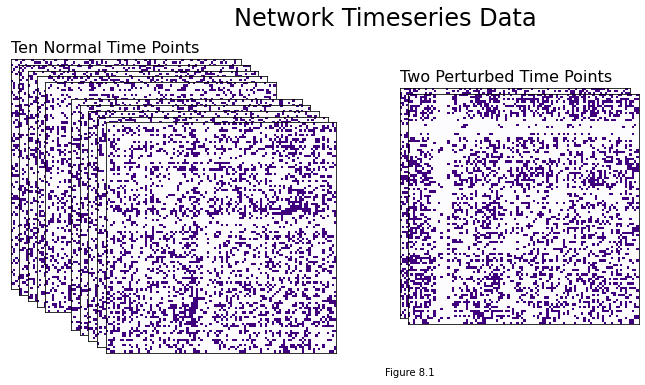 Network Timeseries Data
Ten Normal Time Points
Two Perturbed Time Points
Figure 8.1